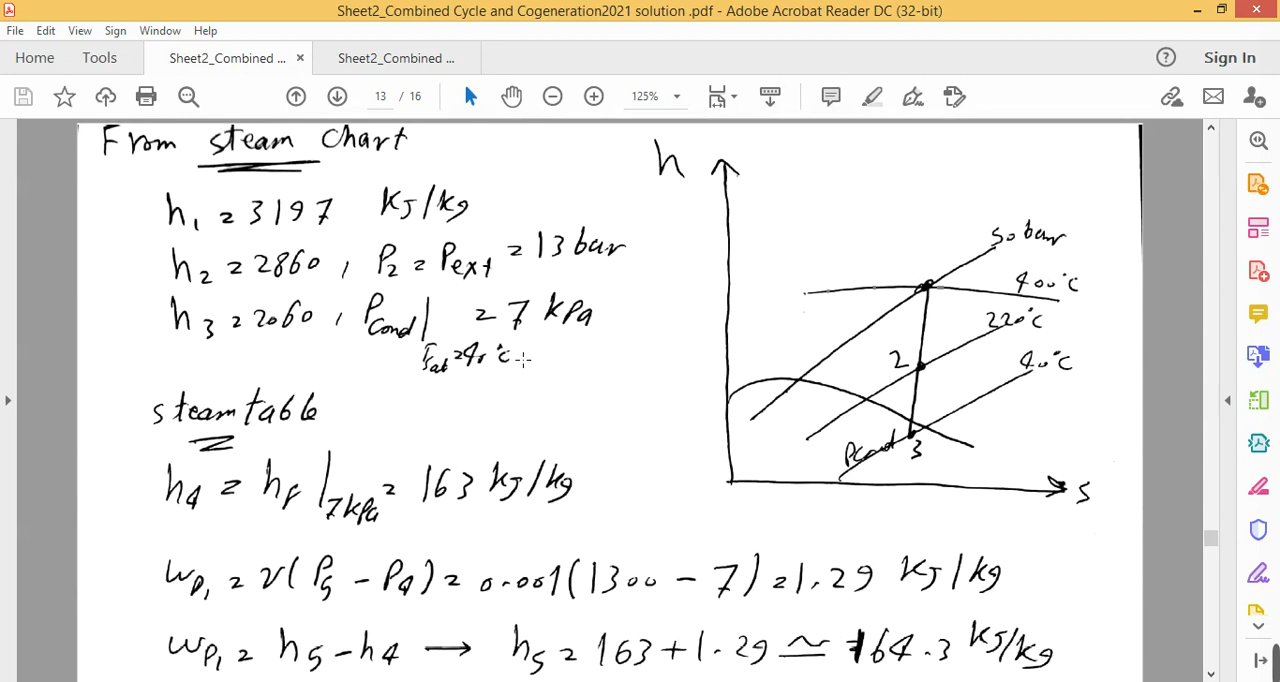 Sheet2_Combined Cycle and Cogeneration2021 solution .pdf - Adobe Acrobat Reader DC (32-bit)
File Edit View Sign Window Help
Home Tools Sheet2_Combined ... × Sheet2_Combined ... Sign In
13 / 16 125%
From steam chart
h1 = 3197 kJ/kg
h2 = 2860 , P2 = Pext = 13 bar
h3 = 2060 , Pcond| = 7 kPa
Tsat = 40 °C
steam table
h4 = hf |7kPa = 163 kJ/kg
wP1 = v(P5 - P4) = 0.001(1300 - 7) = 1.29 kJ/kg
wP1 = h5 - h4 → h5 = 163 + 1.29 ≃ 164.3 kJ/kg
h
50 bar
400°C
220°C
2
40°C
Pcond
3
s